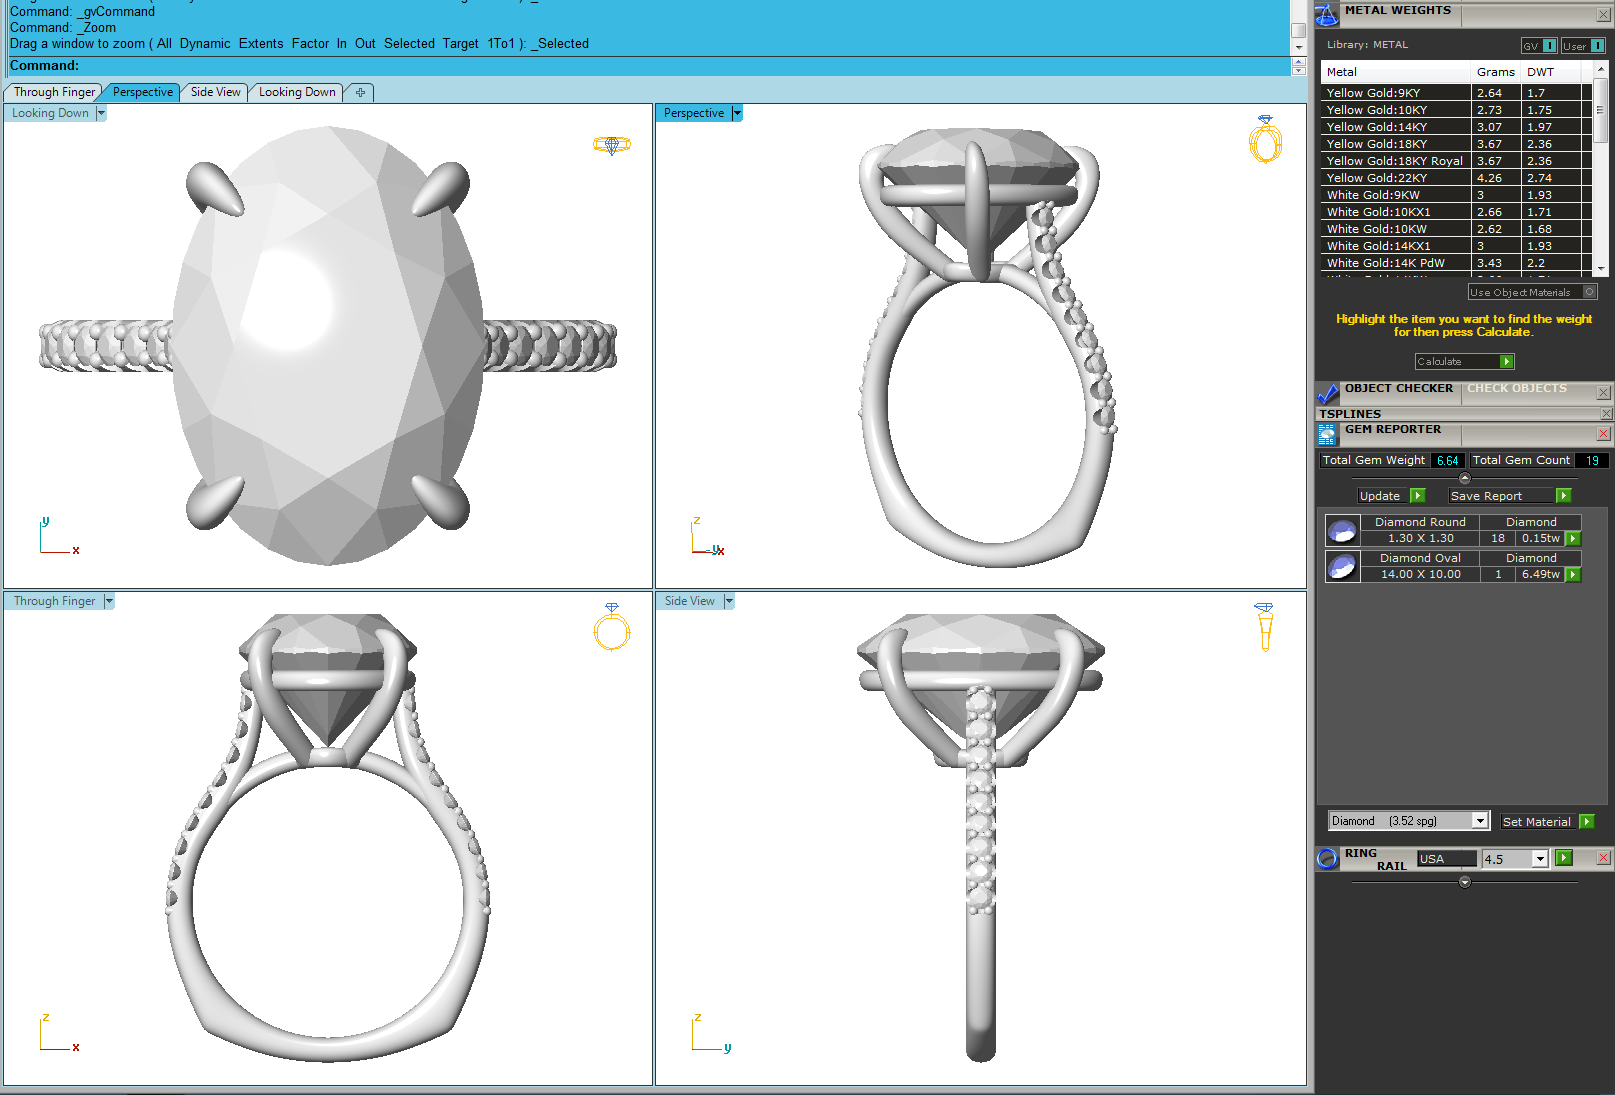 Command: _gvCommand
Command: _Zoom
Drag a window to zoom ( All Dynamic Extents Factor In Out Selected Target 1To1 ): _Selected
Command:
Through Finger
Perspective
Side View
Looking Down
Looking Down
y
x
Perspective
z
y
x
Through Finger
z
x
Side View
z
y
METAL WEIGHTS
Library: METAL
GV
User
Metal Grams DWT
Yellow Gold:9KY 2.64 1.7
Yellow Gold:10KY 2.73 1.75
Yellow Gold:14KY 3.07 1.97
Yellow Gold:18KY 3.67 2.36
Yellow Gold:18KY Royal 3.67 2.36
Yellow Gold:22KY 4.26 2.74
White Gold:9KW 3 1.93
White Gold:10KX1 2.66 1.71
White Gold:10KW 2.62 1.68
White Gold:14KX1 3 1.93
White Gold:14K PdW 3.43 2.2
Use Object Materials
Highlight the item you want to find the weight
for then press Calculate.
Calculate
OBJECT CHECKER CHECK OBJECTS
TSPLINES
GEM REPORTER
Total Gem Weight 6.64 Total Gem Count 19
Update Save Report
Diamond Round Diamond
1.30 X 1.30 18 0.15tw
Diamond Oval Diamond
14.00 X 10.00 1 6.49tw
Diamond (3.52 spg) Set Material
RING
RAIL USA 4.5